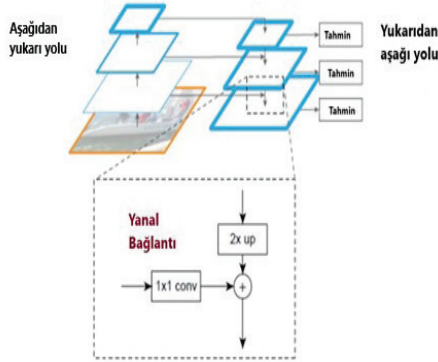 Aşağıdan
yukarı yolu
Tahmin
Tahmin
Tahmin
Yukarıdan
aşağı yolu
Yanal
Bağlantı
2x up
1x1 conv
+